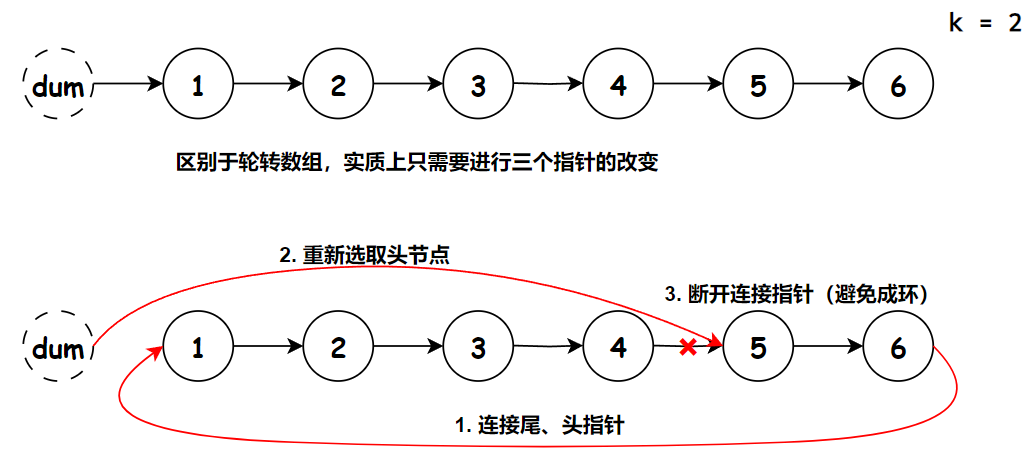 k = 2
dum 1 2 3 4 5 6
区别于轮转数组，实质上只需要进行三个指针的改变
2. 重新选取头节点
3. 断开连接指针（避免成环）
dum 1 2 3 4 5 6
1. 连接尾、头指针